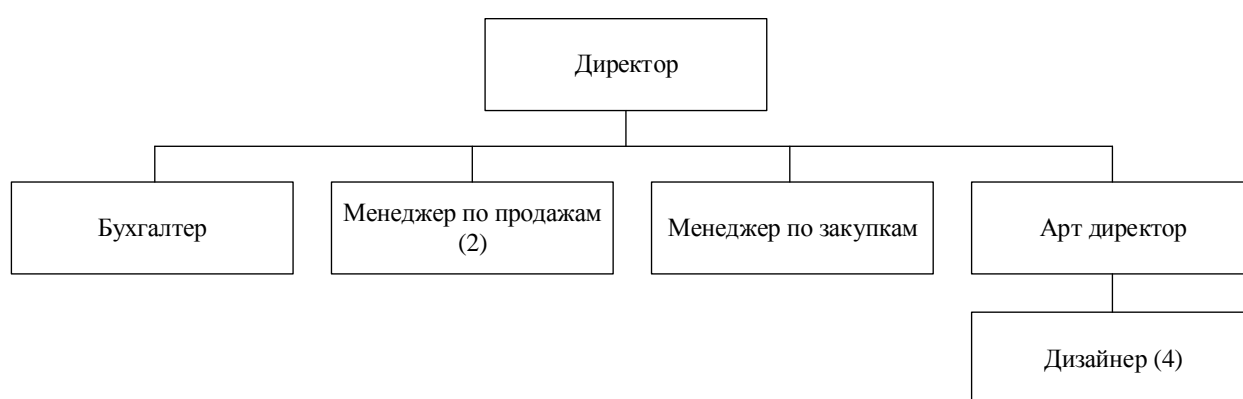 Директор
Бухгалтер
Менеджер по продажам
(2)
Менеджер по закупкам
Арт директор
Дизайнер (4)